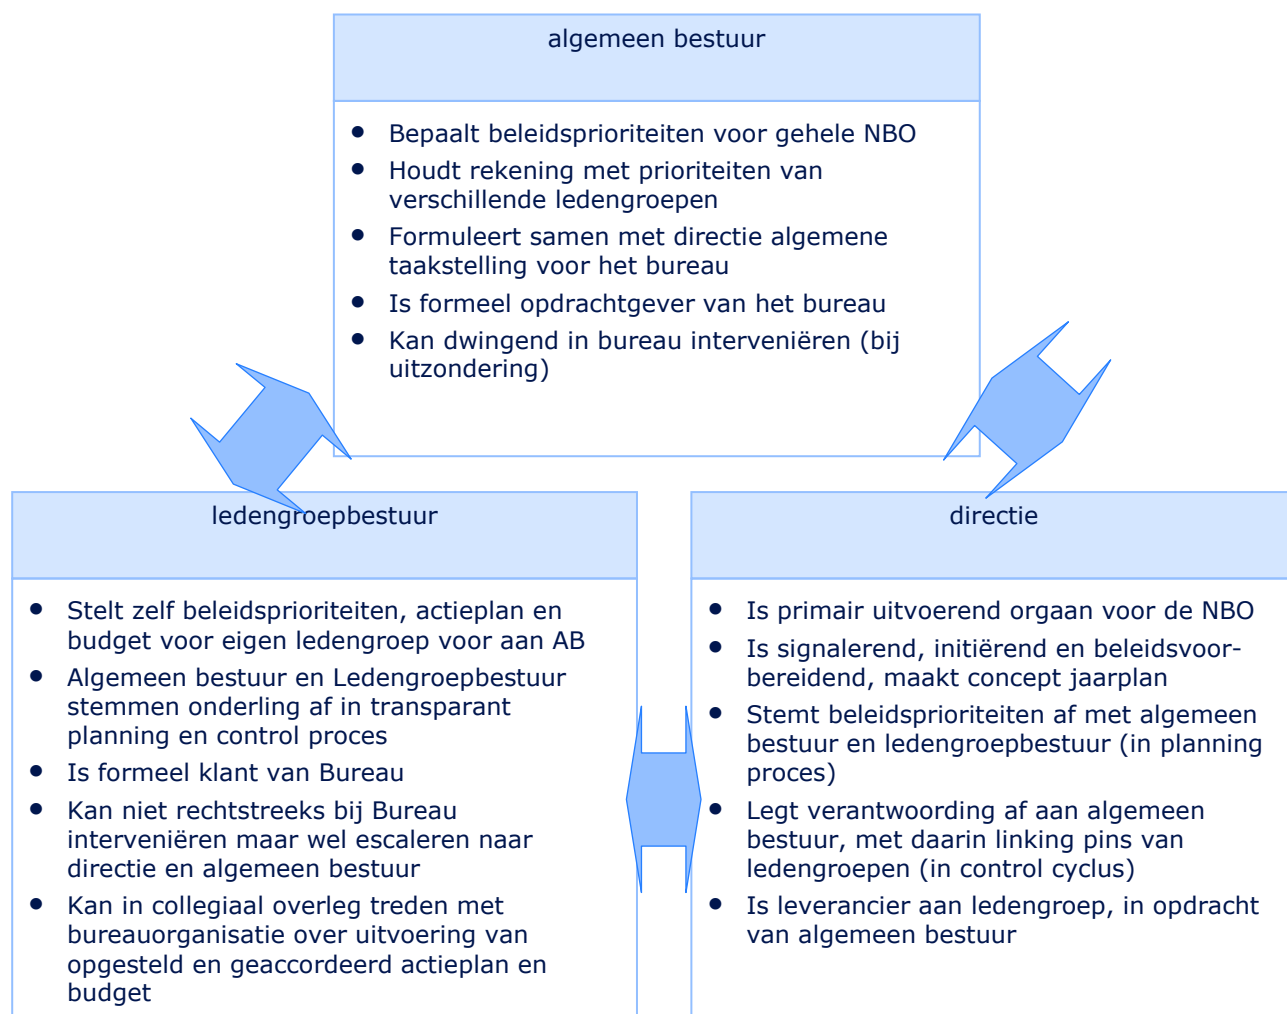 algemeen bestuur
• Bepaalt beleidsprioriteiten voor gehele NBO
• Houdt rekening met prioriteiten van
verschillende ledengroepen
• Formuleert samen met directie algemene
taakstelling voor het bureau
• Is formeel opdrachtgever van het bureau
• Kan dwingend in bureau interveniëren (bij
uitzondering)
ledengroepbestuur
• Stelt zelf beleidsprioriteiten, actieplan en
budget voor eigen ledengroep voor aan AB
• Algemeen bestuur en Ledengroepbestuur
stemmen onderling af in transparant
planning en control proces
• Is formeel klant van Bureau
• Kan niet rechtstreeks bij Bureau
interveniëren maar wel escaleren naar
directie en algemeen bestuur
• Kan in collegiaal overleg treden met
bureauorganisatie over uitvoering van
opgesteld en geaccordeerd actieplan en
budget
directie
• Is primair uitvoerend orgaan voor de NBO
• Is signalerend, initiërend en beleidsvoor-
bereidend, maakt concept jaarplan
• Stemt beleidsprioriteiten af met algemeen
bestuur en ledengroepbestuur (in planning
proces)
• Legt verantwoording af aan algemeen
bestuur, met daarin linking pins van
ledengroepen (in control cyclus)
• Is leverancier aan ledengroep, in opdracht
van algemeen bestuur